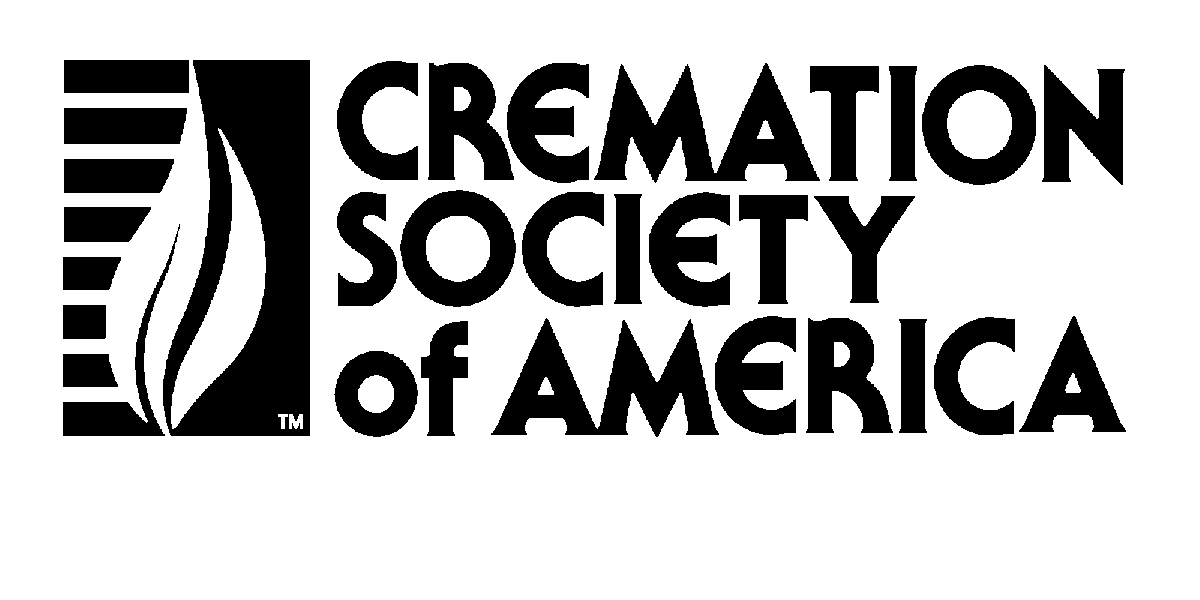 CREMATION
SOCIETY
of AMERICA
TM